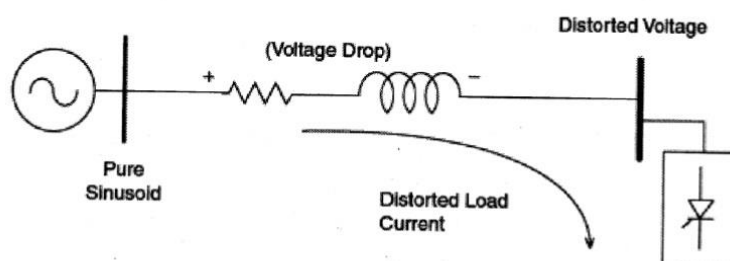 Distorted Voltage
(Voltage Drop)
+
−
Pure
Sinusoid
Distorted Load
Current